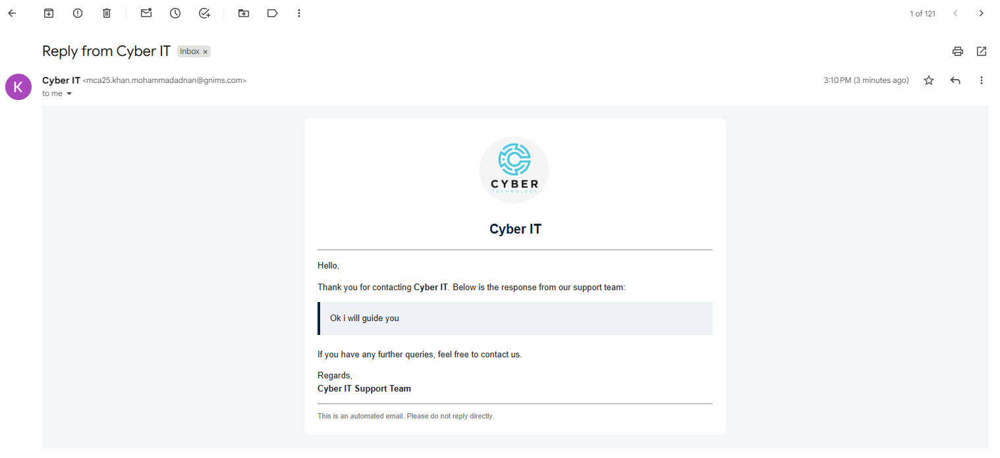 1 of 121
Reply from Cyber IT Inbox ×
K
Cyber IT <mca25.khan.mohammadadnan@gnims.com> 3:10 PM (3 minutes ago)
to me
CYBER
TECHNOLOGY
Cyber IT
Hello,
Thank you for contacting Cyber IT. Below is the response from our support team:
Ok i will guide you
If you have any further queries, feel free to contact us.
Regards,
Cyber IT Support Team
This is an automated email. Please do not reply directly.